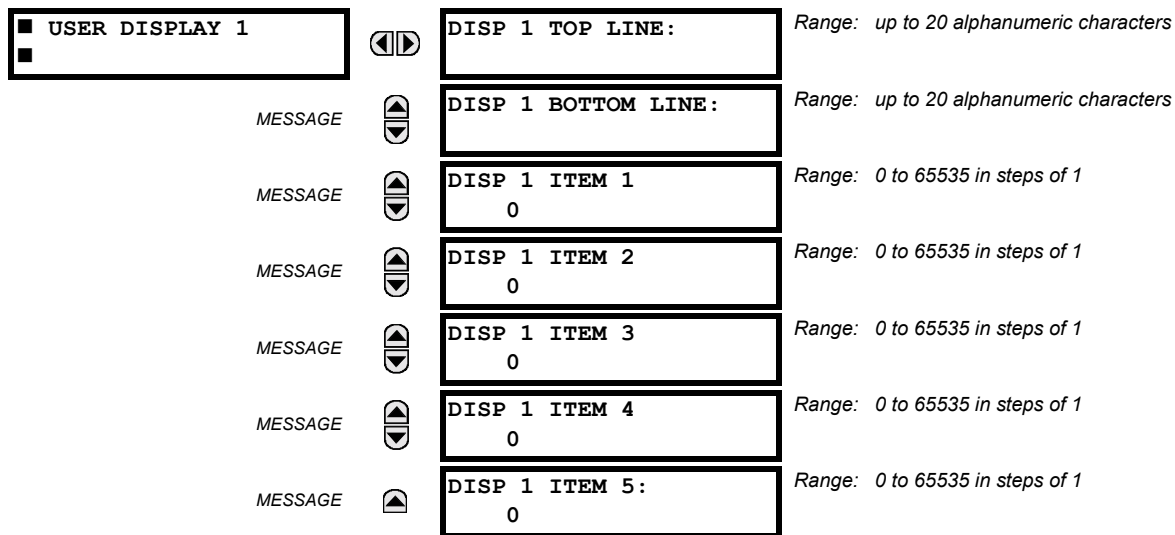 ■ USER DISPLAY 1
■
DISP 1 TOP LINE:
Range: up to 20 alphanumeric characters
MESSAGE
DISP 1 BOTTOM LINE:
Range: up to 20 alphanumeric characters
MESSAGE
DISP 1 ITEM 1
0
Range: 0 to 65535 in steps of 1
MESSAGE
DISP 1 ITEM 2
0
Range: 0 to 65535 in steps of 1
MESSAGE
DISP 1 ITEM 3
0
Range: 0 to 65535 in steps of 1
MESSAGE
DISP 1 ITEM 4
0
Range: 0 to 65535 in steps of 1
MESSAGE
DISP 1 ITEM 5:
0
Range: 0 to 65535 in steps of 1